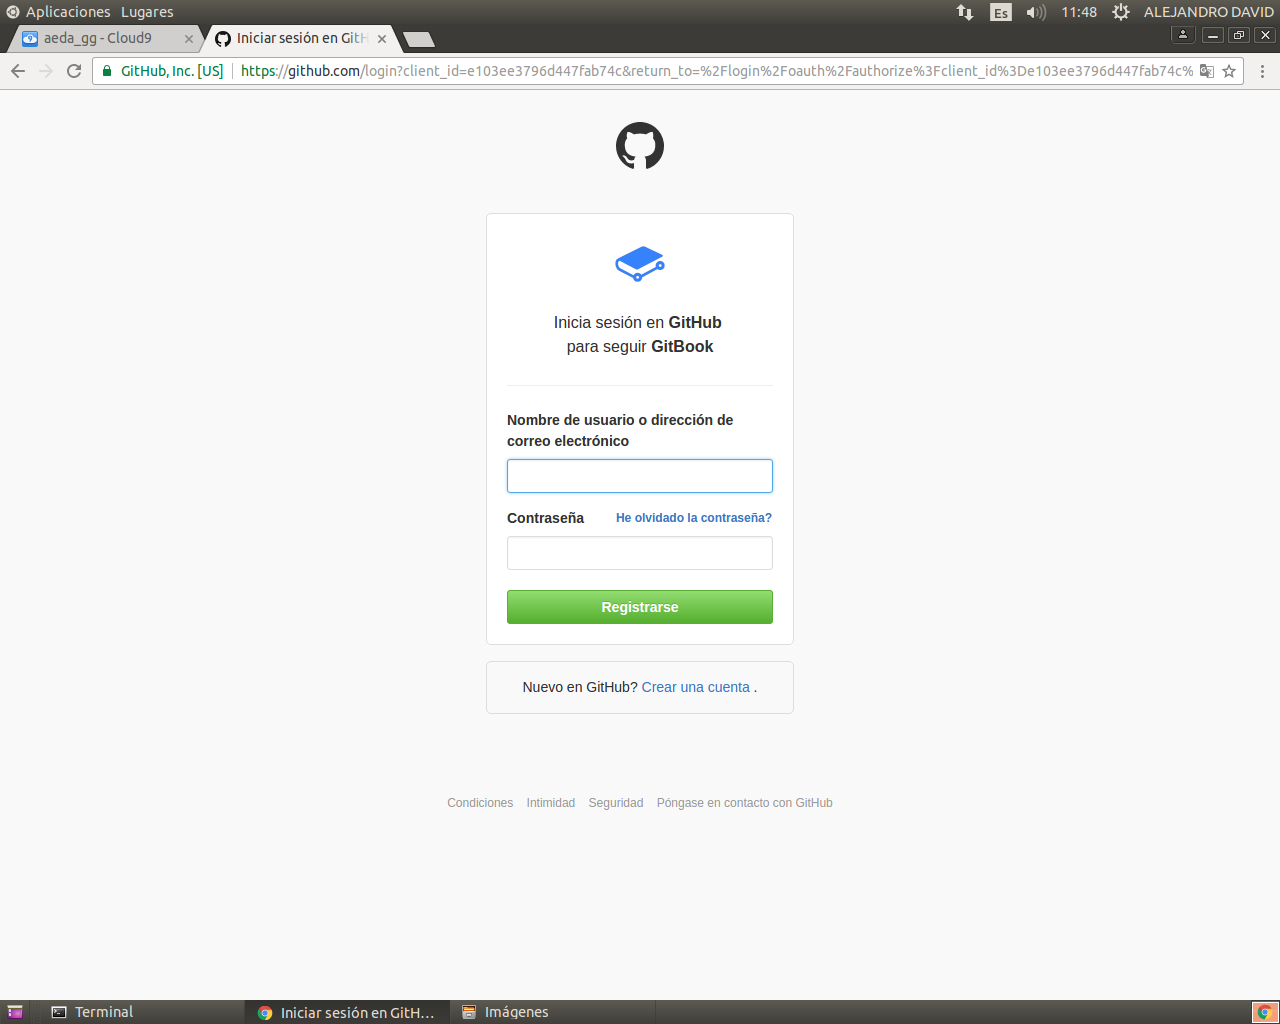 Aplicaciones Lugares
Es 11:48 ALEJANDRO DAVID
aeda_gg - Cloud9
Iniciar sesión en GitH
GitHub, Inc. [US] https://github.com/login?client_id=e103ee3796d447fab74c&return_to=%2Flogin%2Foauth%2Fauthorize%3Fclient_id%3De103ee3796d447fab74c%
Inicia sesión en GitHub
para seguir GitBook
Nombre de usuario o dirección de
correo electrónico
Contraseña He olvidado la contraseña?
Registrarse
Nuevo en GitHub? Crear una cuenta .
Condiciones Intimidad Seguridad Póngase en contacto con GitHub
Terminal Iniciar sesión en GitH... Imágenes